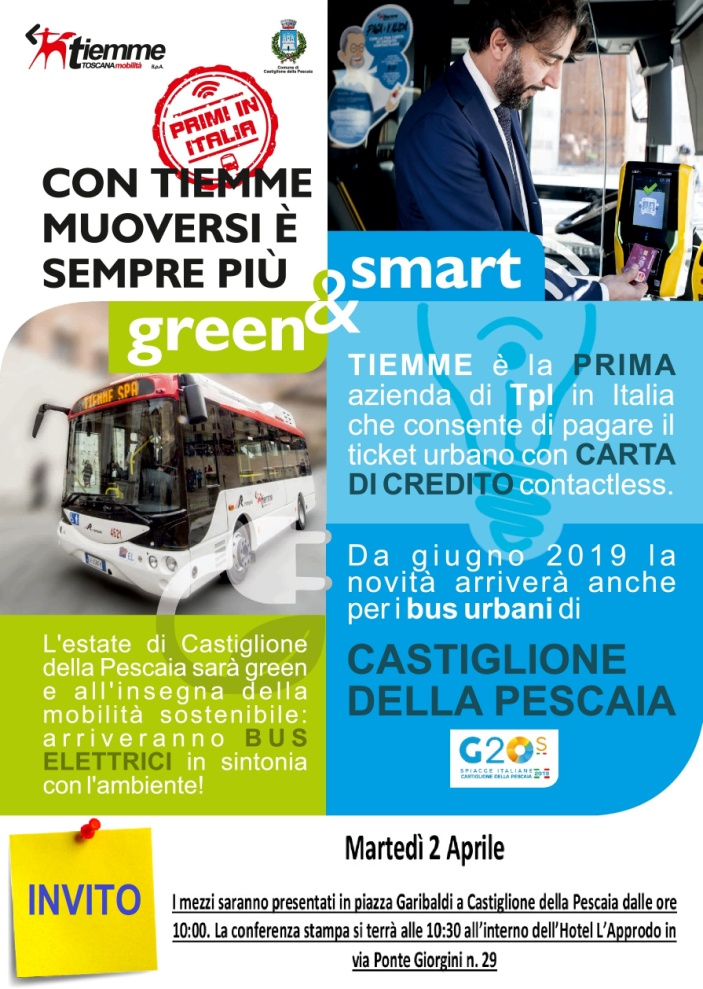 tiemme
TOSCANAmobilità S.p.A.
Comune di
Castiglione della Pescaia
PRIMI IN
ITALIA
CON TIEMME
MUOVERSI È
SEMPRE PIÙ
green
&
smart
TIEMME SPA
4521
tiemme
EL
TIEMME è la PRIMA
azienda di Tpl in Italia
che consente di pagare il
ticket urbano con CARTA
DI CREDITO contactless.
Da giugno 2019 la
novità arriverà anche
per i bus urbani di
CASTIGLIONE
DELLA PESCAIA
G20s
SPIAGGE ITALIANE
CASTIGLIONE DELLA PESCAIA 2019
L'estate di Castiglione
della Pescaia sarà green
e all'insegna della
mobilità sostenibile:
arriveranno BUS
ELETTRICI in sintonia
con l'ambiente!
INVITO
Martedì 2 Aprile
I mezzi saranno presentati in piazza Garibaldi a Castiglione della Pescaia dalle ore
10:00. La conferenza stampa si terrà alle 10:30 all’interno dell’Hotel L’Approdo in
via Ponte Giorgini n. 29